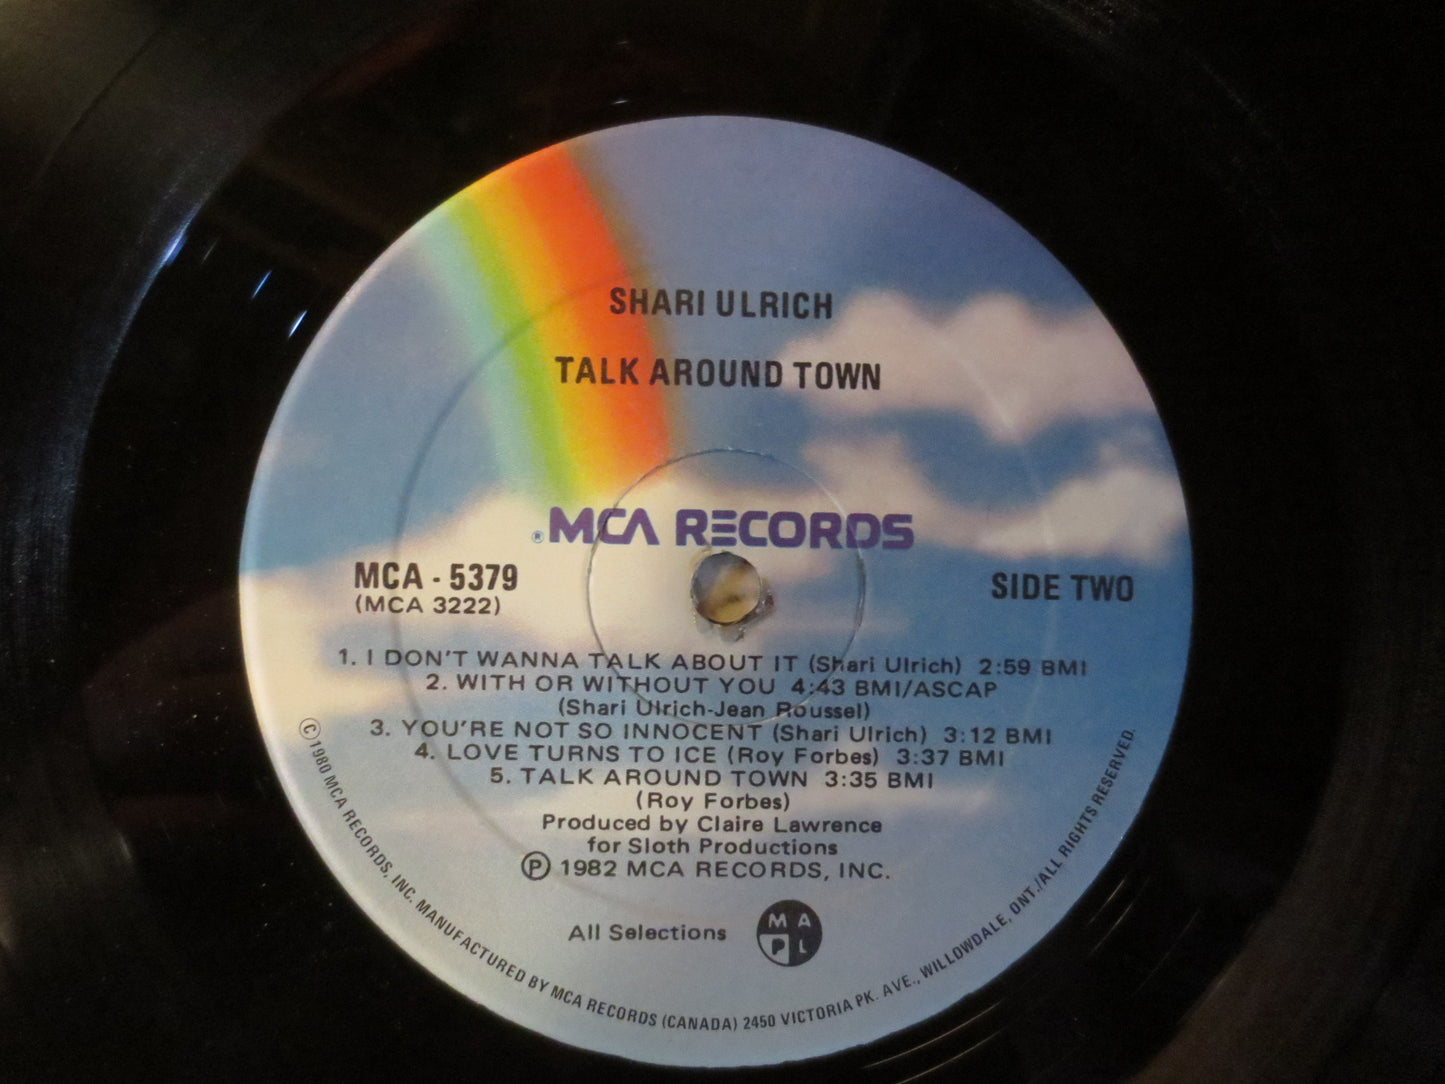 SHARI ULRICH
TALK AROUND TOWN
®MCA RECORDS
MCA - 5379
(MCA 3222)
SIDE TWO
1. I DON'T WANNA TALK ABOUT IT (Shari Ulrich) 2:59 BMI
2. WITH OR WITHOUT YOU 4:43 BMI/ASCAP
(Shari Ulrich-Jean Roussel)
3. YOU'RE NOT SO INNOCENT (Shari Ulrich) 3:12 BMI
4. LOVE TURNS TO ICE (Roy Forbes) 3:37 BMI
5. TALK AROUND TOWN 3:35 BMI
(Roy Forbes)
Produced by Claire Lawrence
for Sloth Productions
Ⓟ 1982 MCA RECORDS, INC.
All Selections
M A
P L
©1980 MCA RECORDS, INC. MANUFACTURED BY MCA RECORDS (CANADA) 2450 VICTORIA PK. AVE., WILLOWDALE, ONT./ALL RIGHTS RESERVED.